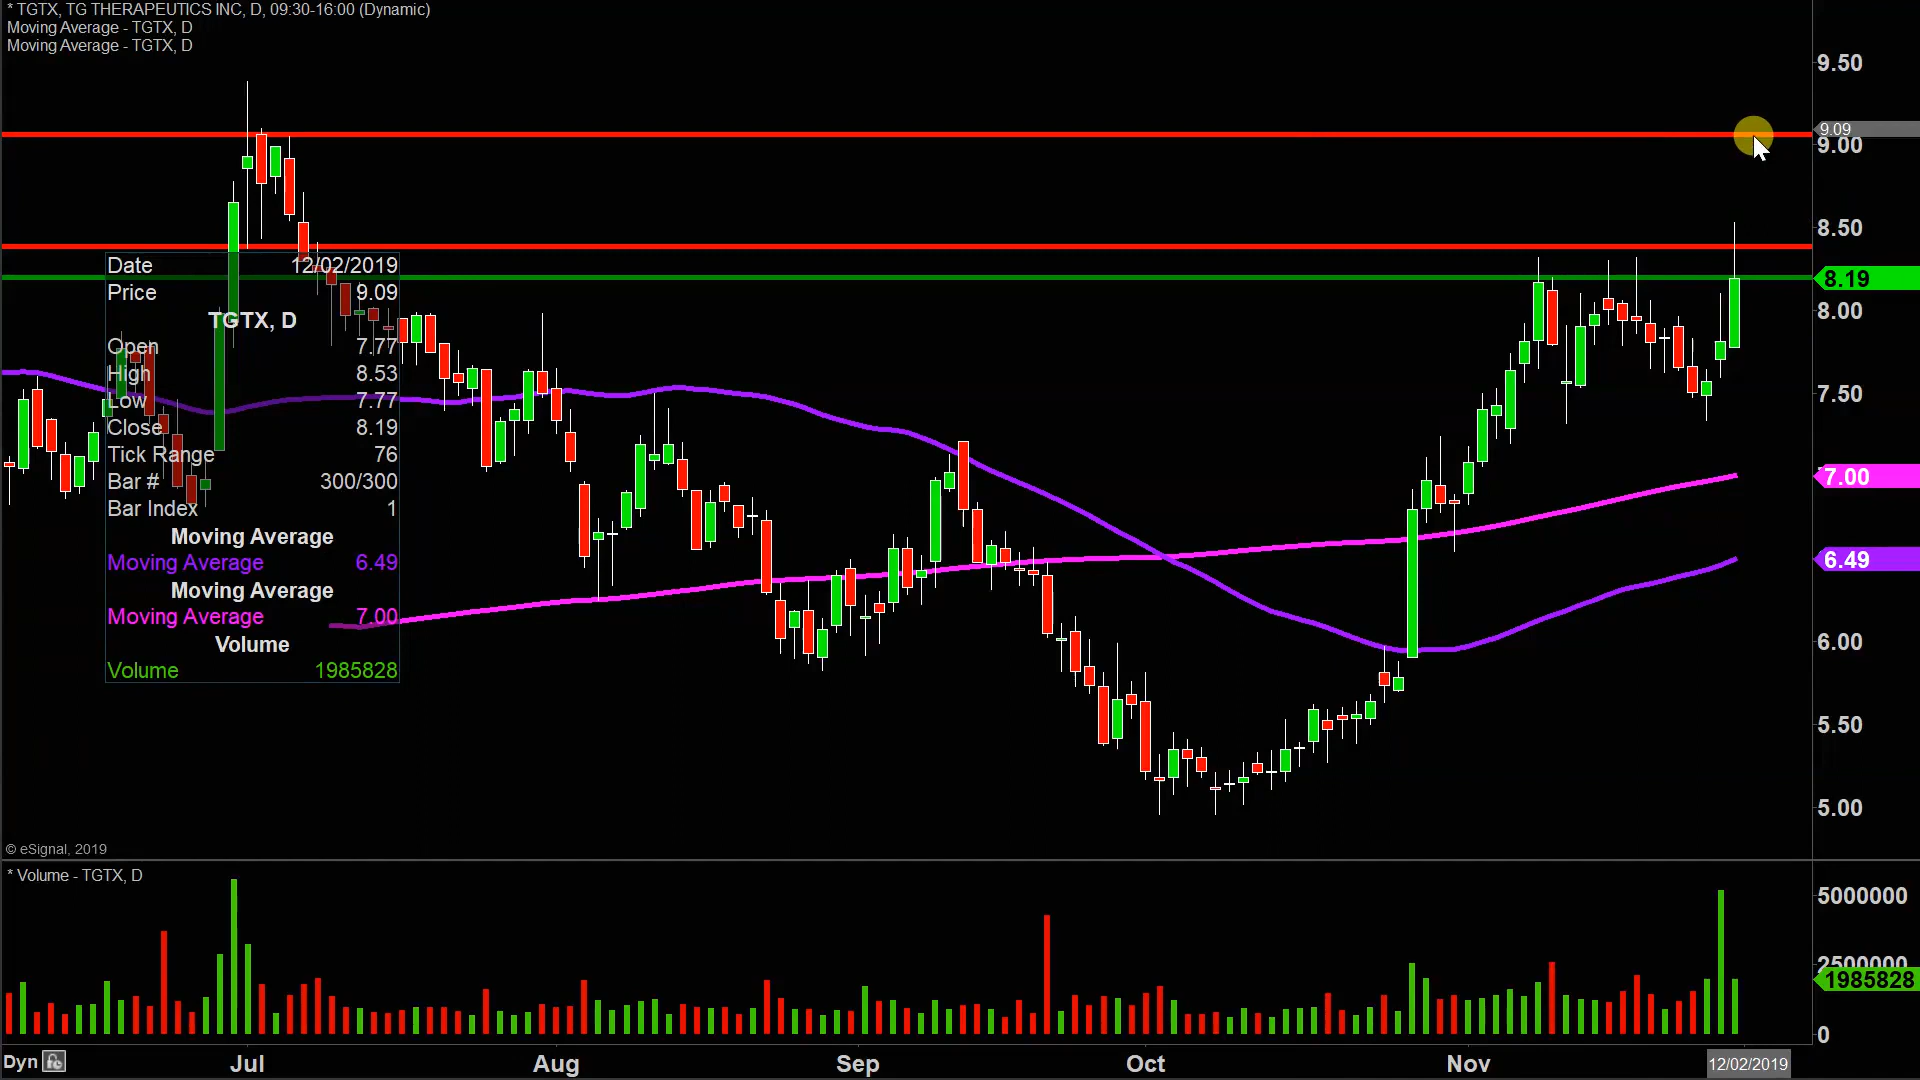 * TGTX, TG THERAPEUTICS INC, D, 09:30-16:00 (Dynamic)
Moving Average - TGTX, D
Moving Average - TGTX, D
9.50
9.09
9.00
8.50
8.19
8.00
7.50
7.00
6.49
6.00
5.50
5.00
Date 12/02/2019
Price 9.09
TGTX, D
Open 7.77
High 8.53
Low 7.77
Close 8.19
Tick Range 76
Bar # 300/300
Bar Index 1
Moving Average
Moving Average 6.49
Moving Average
Moving Average 7.00
Volume
Volume 1985828
© eSignal, 2019
* Volume - TGTX, D
5000000
2500000
1985828
0
Dyn Jul Aug Sep Oct Nov 12/02/2019